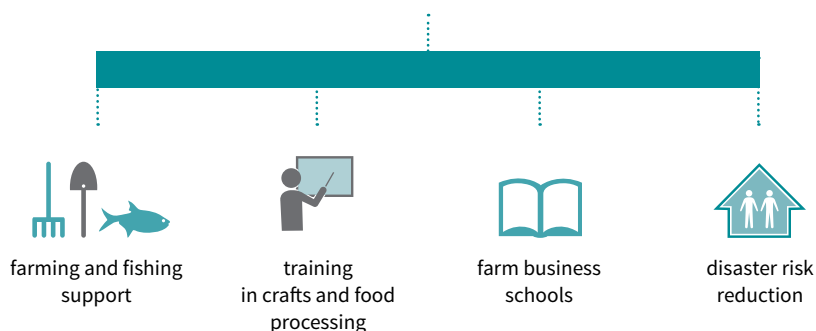 farming and fishing
support
training
in crafts and food
processing
farm business
schools
disaster risk
reduction